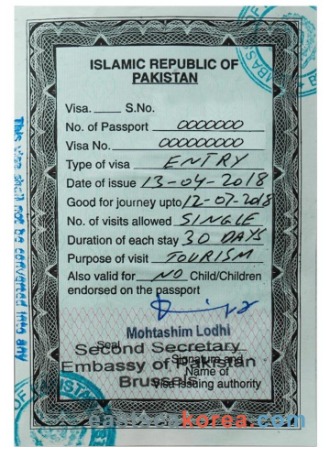 ISLAMIC REPUBLIC OF
PAKISTAN
Visa. ____ S.No.
No. of Passport 0000000
Visa No. 000000000
Type of visa ENTRY
Date of issue 13-04-2018
Good for journey upto 12-07-2018
No. of visits allowed SINGLE
Duration of each stay 30 DAYS
Purpose of visit TOURISM
Also valid for NO Child/Children
endorsed on the passport
Mohtashim Lodhi
Seal
Second Secretary
Signature and
Embassy of Pakistan
Name of
Brussels
Visa issuing authority
This visa shall not be converted into any
korea.com